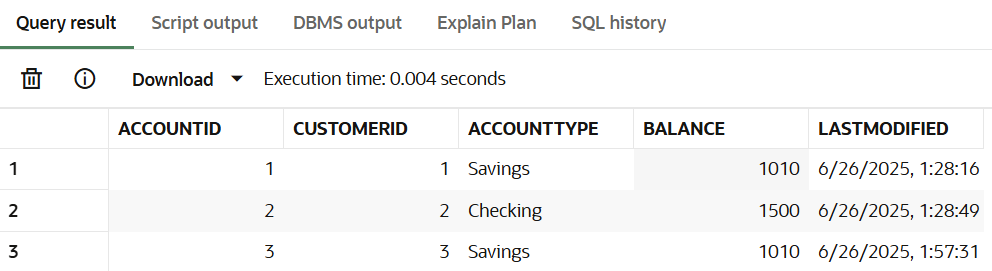 Query result Script output DBMS output Explain Plan SQL history
Download Execution time: 0.004 seconds
ACCOUNTID CUSTOMERID ACCOUNTTYPE BALANCE LASTMODIFIED
1 1 1 Savings 1010 6/26/2025, 1:28:16
2 2 2 Checking 1500 6/26/2025, 1:28:49
3 3 3 Savings 1010 6/26/2025, 1:57:31